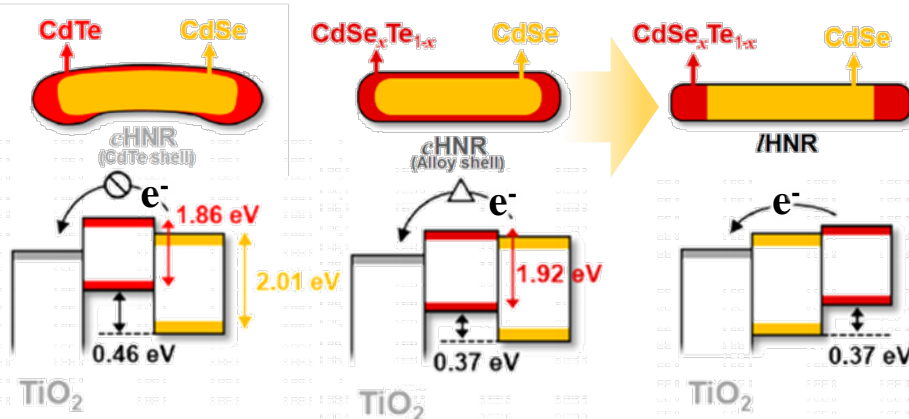 CdTe CdSe
cHNR
(CdTe shell)
e-
1.86 eV
2.01 eV
0.46 eV
TiO2
CdSexTe1-x CdSe
cHNR
(Alloy shell)
e-
1.92 eV
0.37 eV
TiO2
CdSexTe1-x CdSe
lHNR
e-
0.37 eV
TiO2